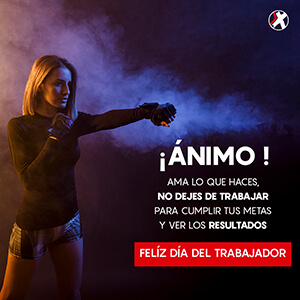 X
¡ÁNIMO !
AMA LO QUE HACES,
NO DEJES DE TRABAJAR
PARA CUMPLIR TUS METAS
Y VER LOS RESULTADOS
FELÍZ DÍA DEL TRABAJADOR